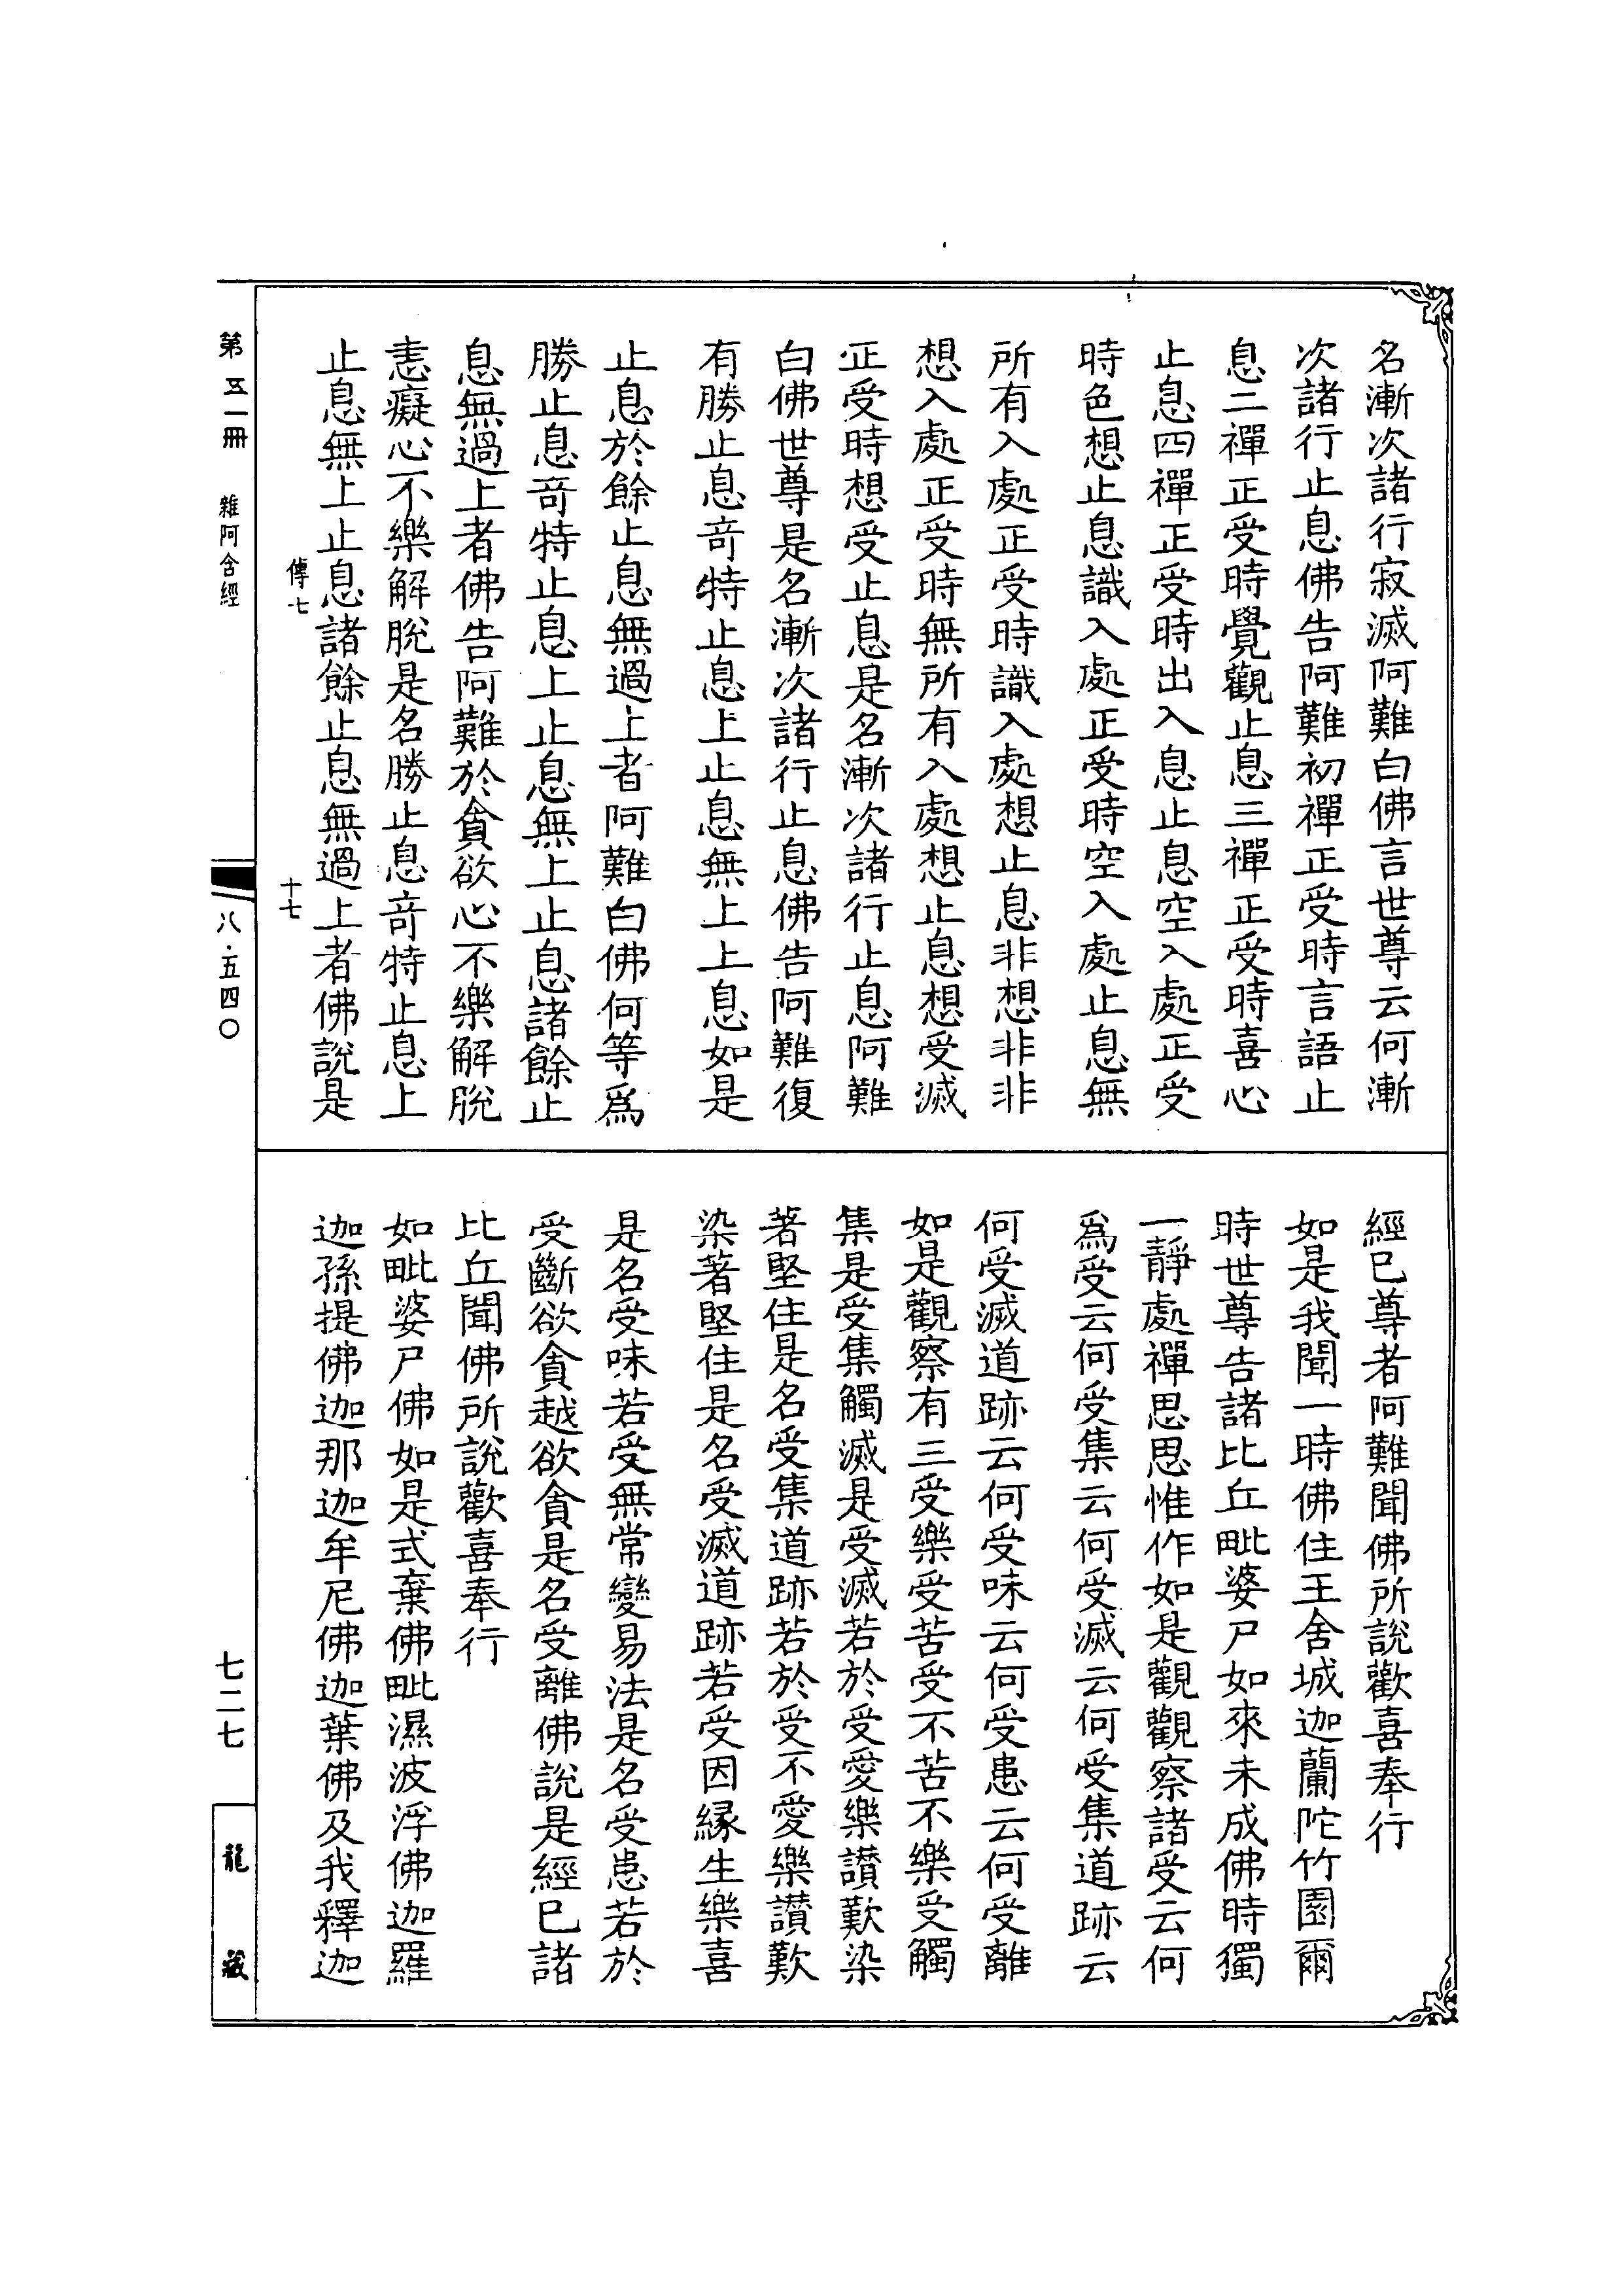 名漸次諸行寂滅阿難白佛言世尊云何漸
次諸行止息佛告阿難初禪正受時言語止
息二禪正受時覺觀止息三禪正受時喜心
止息四禪正受時出入息止息空入處正受
時色想止息識入處正受時空入處止息無
所有入處正受時識入處想止息非想非非
想入處正受時無所有入處想止息想受滅
正受時想受止息是名漸次諸行止息阿難
白佛世尊是名漸次諸行止息佛告阿難復
有勝止息奇特止息上止息無上上息如是
止息於餘止息無過上者阿難白佛何等爲
勝止息奇特止息上止息無上止息諸餘止
息無過上者佛告阿難於貪欲心不樂解脫
恚癡心不樂解脫是名勝止息奇特止息上
止息無上止息諸餘止息無過上者佛說是
傳七
十七
經已尊者阿難聞佛所說歡喜奉行
如是我聞一時佛住王舍城迦蘭陀竹園爾
時世尊告諸比丘毗婆尸如來未成佛時獨
一靜處禪思思惟作如是觀觀察諸受云何
爲受云何受集云何受滅云何受集道跡云
何受滅道跡云何受味云何受患云何受離
如是觀察有三受樂受苦受不苦不樂受觸
集是受集觸滅是受滅若於受愛樂讃歎染
著堅住是名受集道跡若於受不愛樂讃歎
染著堅住是名受滅道跡若受因緣生樂喜
是名受味若受無常變易法是名受患若於
受斷欲貪越欲貪是名受離佛說是經已諸
比丘聞佛所說歡喜奉行
如毗婆尸佛如是式棄佛毗濕波浮佛迦羅
迦孫提佛迦那迦牟尼佛迦葉佛及我釋迦
第五一冊
雜阿含經
八·五四〇
七二七
龍藏